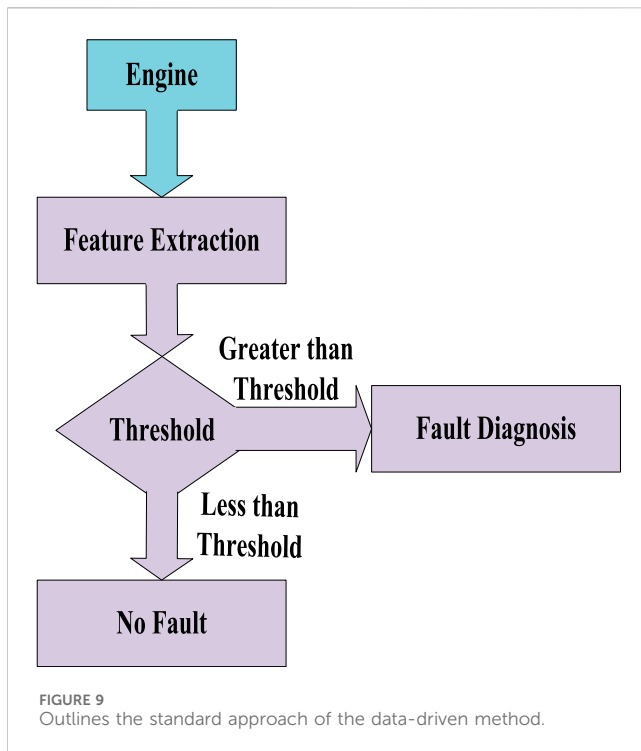 Engine
Feature Extraction
Greater than
Threshold
Threshold
Fault Diagnosis
Less than
Threshold
No Fault
FIGURE 9
Outlines the standard approach of the data-driven method.